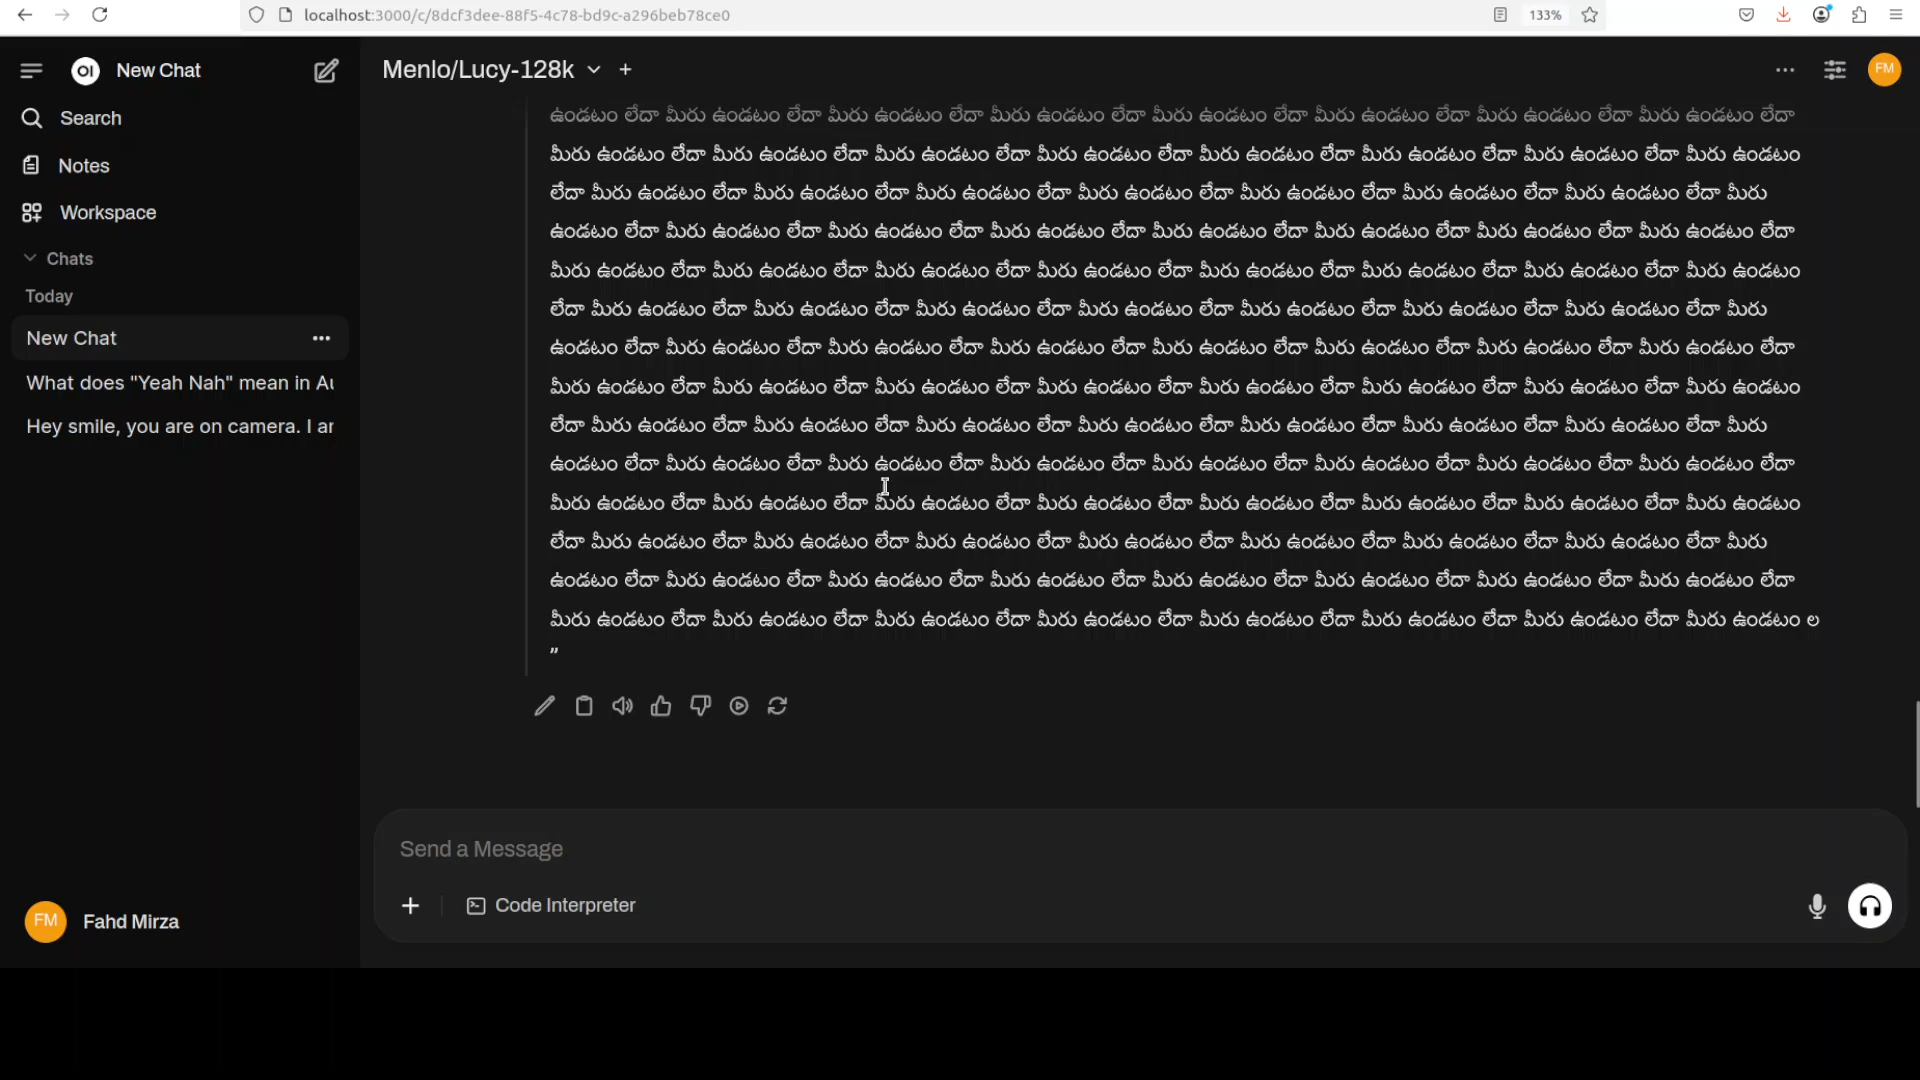 localhost:3000/c/8dcf3dee-88f5-4c78-bd9c-a296beb78ce0
133%
OI New Chat
Menlo/Lucy-128k
FM
Search
Notes
Workspace
Chats
Today
New Chat
What does "Yeah Nah" mean in Au
Hey smile, you are on camera. I ar
ఉండటం లేదా మీరు ఉండటం లేదా మీరు ఉండటం లేదా మీరు ఉండటం లేదా మీరు ఉండటం లేదా మీరు ఉండటం లేదా మీరు ఉండటం లేదా మీరు ఉండటం లేదా
మీరు ఉండటం లేదా మీరు ఉండటం లేదా మీరు ఉండటం లేదా మీరు ఉండటం లేదా మీరు ఉండటం లేదా మీరు ఉండటం లేదా మీరు ఉండటం లేదా మీరు ఉండటం
లేదా మీరు ఉండటం లేదా మీరు ఉండటం లేదా మీరు ఉండటం లేదా మీరు ఉండటం లేదా మీరు ఉండటం లేదా మీరు ఉండటం లేదా మీరు ఉండటం లేదా మీరు
ఉండటం లేదా మీరు ఉండటం లేదా మీరు ఉండటం లేదా మీరు ఉండటం లేదా మీరు ఉండటం లేదా మీరు ఉండటం లేదా మీరు ఉండటం లేదా మీరు ఉండటం లేదా
మీరు ఉండటం లేదా మీరు ఉండటం లేదా మీరు ఉండటం లేదా మీరు ఉండటం లేదా మీరు ఉండటం లేదా మీరు ఉండటం లేదా మీరు ఉండటం లేదా మీరు ఉండటం
లేదా మీరు ఉండటం లేదా మీరు ఉండటం లేదా మీరు ఉండటం లేదా మీరు ఉండటం లేదా మీరు ఉండటం లేదా మీరు ఉండటం లేదా మీరు ఉండటం లేదా మీరు
ఉండటం లేదా మీరు ఉండటం లేదా మీరు ఉండటం లేదా మీరు ఉండటం లేదా మీరు ఉండటం లేదా మీరు ఉండటం లేదా మీరు ఉండటం లేదా మీరు ఉండటం లేదా
మీరు ఉండటం లేదా మీరు ఉండటం లేదా మీరు ఉండటం లేదా మీరు ఉండటం లేదా మీరు ఉండటం లేదా మీరు ఉండటం లేదా మీరు ఉండటం లేదా మీరు ఉండటం
లేదా మీరు ఉండటం లేదా మీరు ఉండటం లేదా మీరు ఉండటం లేదా మీరు ఉండటం లేదా మీరు ఉండటం లేదా మీరు ఉండటం లేదా మీరు ఉండటం లేదా మీరు
ఉండటం లేదా మీరు ఉండటం లేదా మీరు ఉండటం లేదా మీరు ఉండటం లేదా మీరు ఉండటం లేదా మీరు ఉండటం లేదా మీరు ఉండటం లేదా మీరు ఉండటం లేదా
మీరు ఉండటం లేదా మీరు ఉండటం లేదా మీరు ఉండటం లేదా మీరు ఉండటం లేదా మీరు ఉండటం లేదా మీరు ఉండటం లేదా మీరు ఉండటం లేదా మీరు ఉండటం
లేదా మీరు ఉండటం లేదా మీరు ఉండటం లేదా మీరు ఉండటం లేదా మీరు ఉండటం లేదా మీరు ఉండటం లేదా మీరు ఉండటం లేదా మీరు ఉండటం లేదా మీరు
ఉండటం లేదా మీరు ఉండటం లేదా మీరు ఉండటం లేదా మీరు ఉండటం లేదా మీరు ఉండటం లేదా మీరు ఉండటం లేదా మీరు ఉండటం లేదా మీరు ఉండటం లేదా
మీరు ఉండటం లేదా మీరు ఉండటం లేదా మీరు ఉండటం లేదా మీరు ఉండటం లేదా మీరు ఉండటం లేదా మీరు ఉండటం లేదా మీరు ఉండటం లేదా మీరు ఉండటం ల
"
Send a Message
Code Interpreter
FM Fahd Mirza